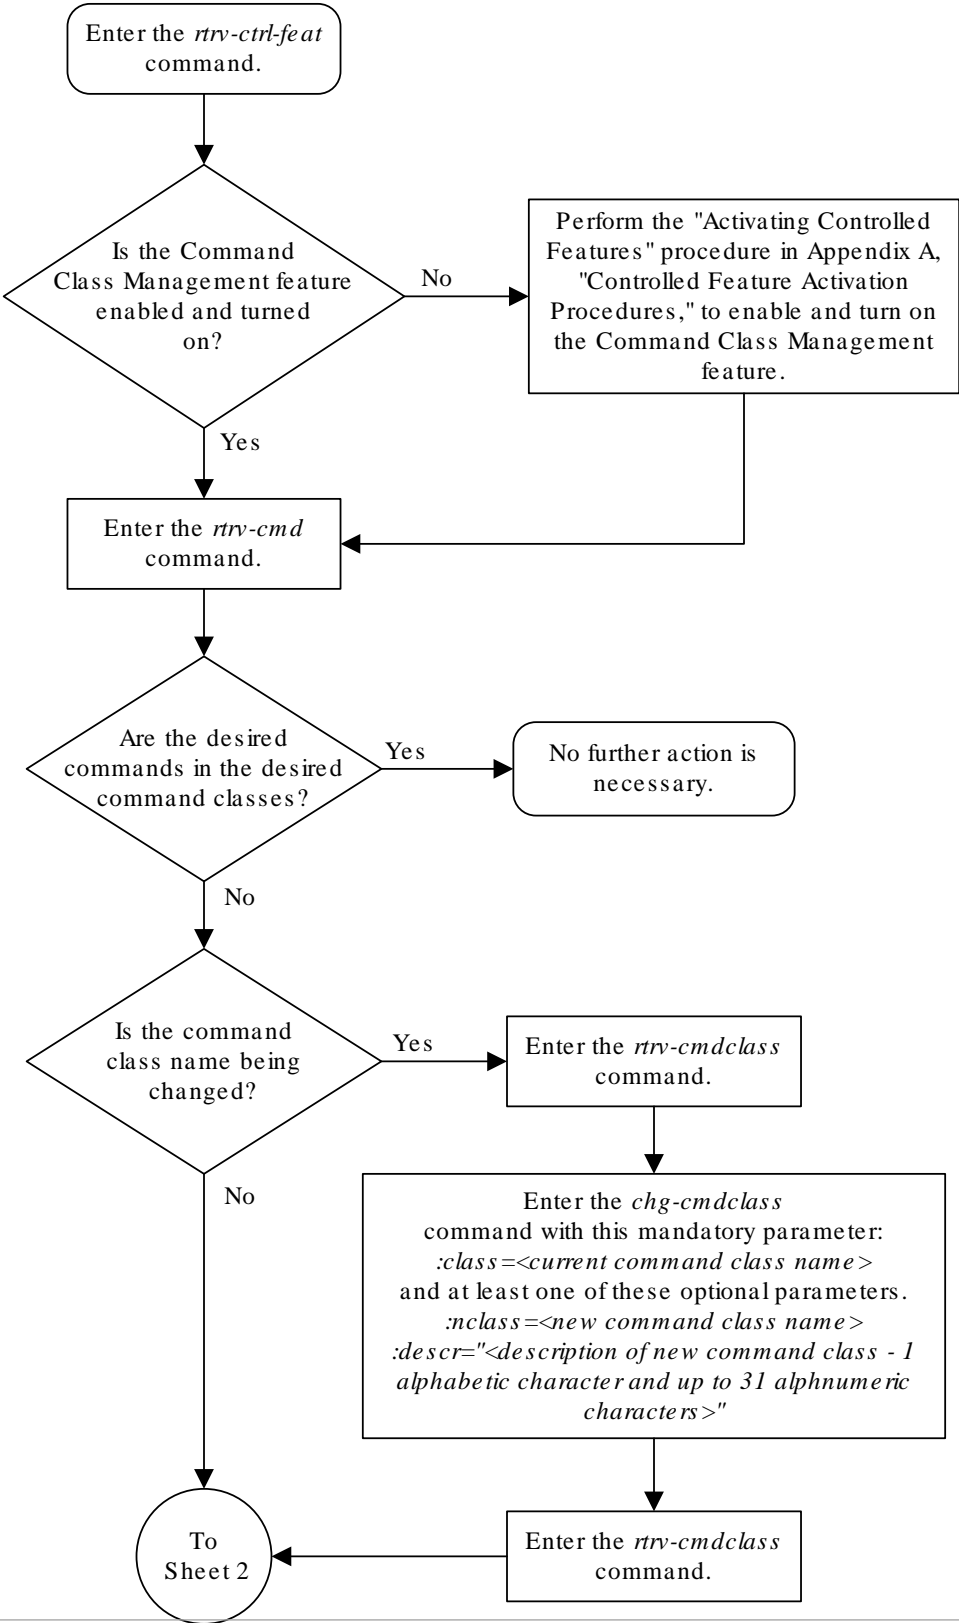 Enter the rtrv-ctrl-feat
command.
Is the Command
Class Management feature
enabled and turned
on?
No
Perform the "Activating Controlled
Features" procedure in Appendix A,
"Controlled Feature Activation
Procedures," to enable and turn on
the Command Class Management
feature.
Yes
Enter the rtrv-cmd
command.
Are the desired
commands in the desired
command classes?
Yes
No further action is
necessary.
No
Is the command
class name being
changed?
Yes
Enter the rtrv-cmdclass
command.
No
Enter the chg-cmdclass
command with this mandatory parameter:
:class=<current command class name>
and at least one of these optional parameters.
:nclass=<new command class name>
:descr="<description of new command class - 1
alphabetic character and up to 31 alphnumeric
characters>"
To
Sheet 2
Enter the rtrv-cmdclass
command.